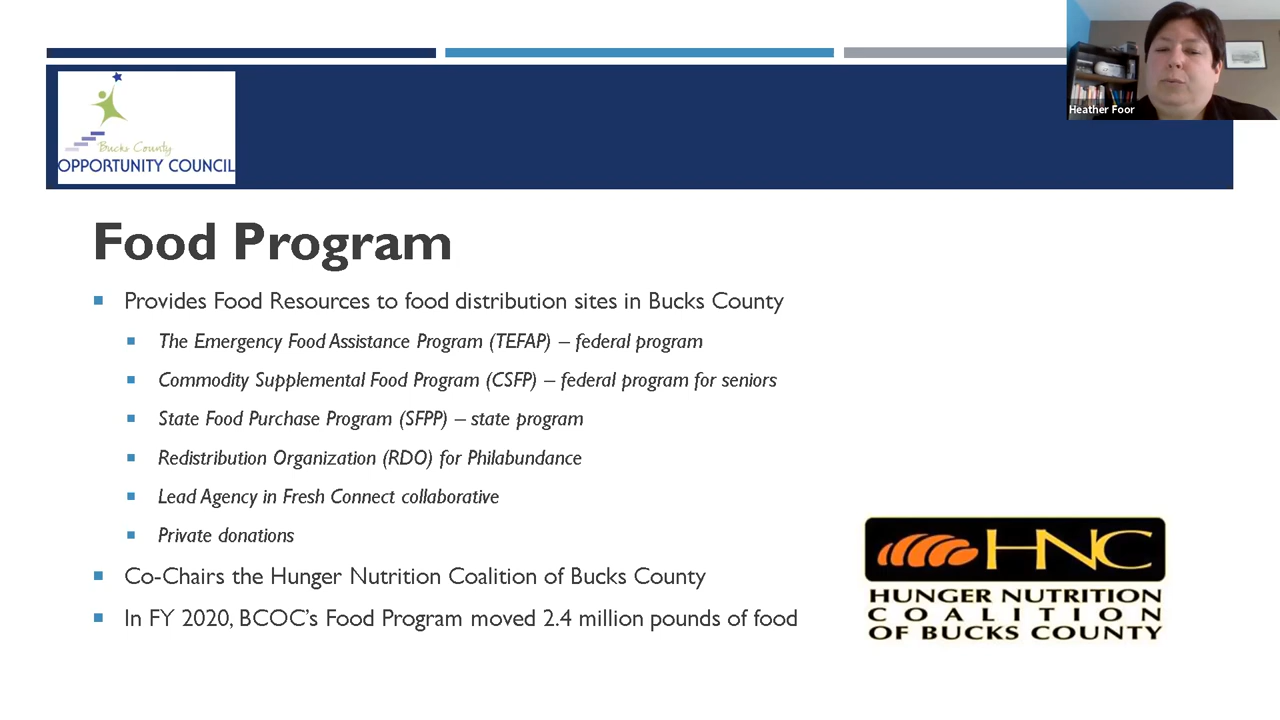 Heather Foor
Bucks County
OPPORTUNITY COUNCIL
Food Program
Provides Food Resources to food distribution sites in Bucks County
The Emergency Food Assistance Program (TEFAP) – federal program
Commodity Supplemental Food Program (CSFP) – federal program for seniors
State Food Purchase Program (SFPP) – state program
Redistribution Organization (RDO) for Philabundance
Lead Agency in Fresh Connect collaborative
Private donations
Co-Chairs the Hunger Nutrition Coalition of Bucks County
In FY 2020, BCOC's Food Program moved 2.4 million pounds of food
HNC
HUNGER NUTRITION
COALITION
OF BUCKS COUNTY